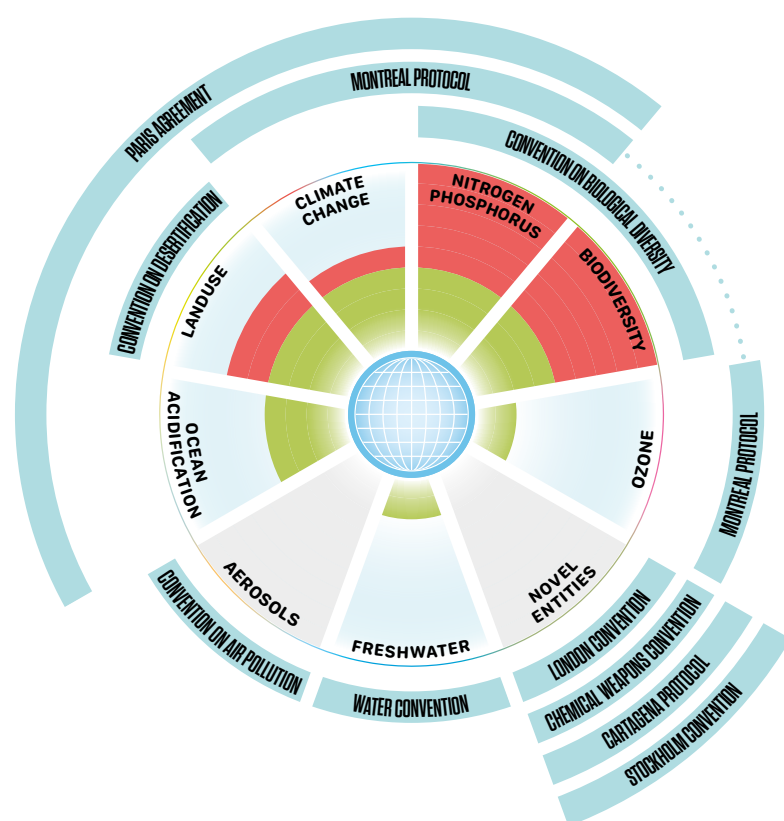 PARIS AGREEMENT
MONTREAL PROTOCOL
CONVENTION ON BIOLOGICAL DIVERSITY
CONVENTION ON DESERTIFICATION
CLIMATE
CHANGE
NITROGEN
PHOSPHORUS
BIODIVERSITY
LANDUSE
OCEAN
ACIDIFICATION
OZONE
MONTREAL PROTOCOL
AEROSOLS
NOVEL
ENTITIES
FRESHWATER
CONVENTION ON AIR POLLUTION
WATER CONVENTION
LONDON CONVENTION
CHEMICAL WEAPONS CONVENTION
CARTAGENA PROTOCOL
STOCKHOLM CONVENTION